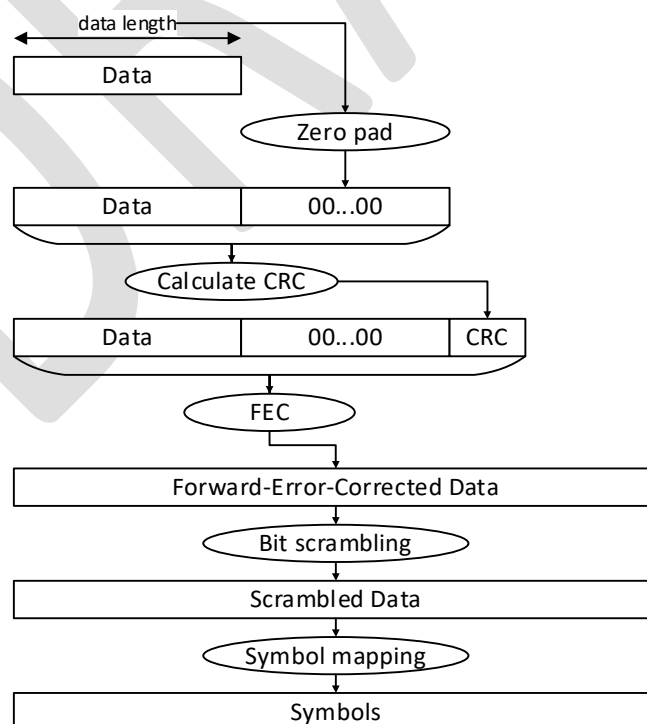 data length
Data
Zero pad
Data 00...00
Calculate CRC
Data 00...00 CRC
FEC
Forward-Error-Corrected Data
Bit scrambling
Scrambled Data
Symbol mapping
Symbols